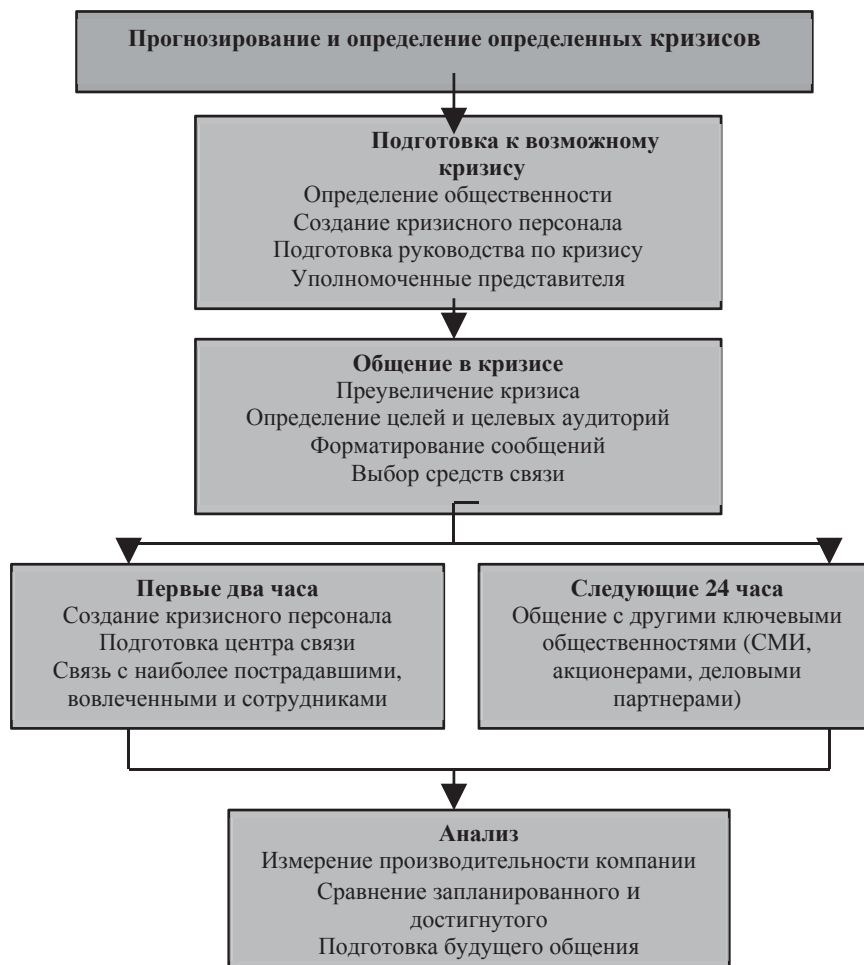 Прогнозирование и определение определенных кризисов
Подготовка к возможному
кризису
Определение общественности
Создание кризисного персонала
Подготовка руководства по кризису
Уполномоченные представителя
Общение в кризисе
Преувеличение кризиса
Определение целей и целевых аудиторий
Форматирование сообщений
Выбор средств связи
Первые два часа
Создание кризисного персонала
Подготовка центра связи
Связь с наиболее пострадавшими,
вовлеченными и сотрудниками
Следующие 24 часа
Общение с другими ключевыми
общественностями (СМИ,
акционерами, деловыми
партнерами)
Анализ
Измерение производительности компании
Сравнение запланированного и
достигнутого
Подготовка будущего общения